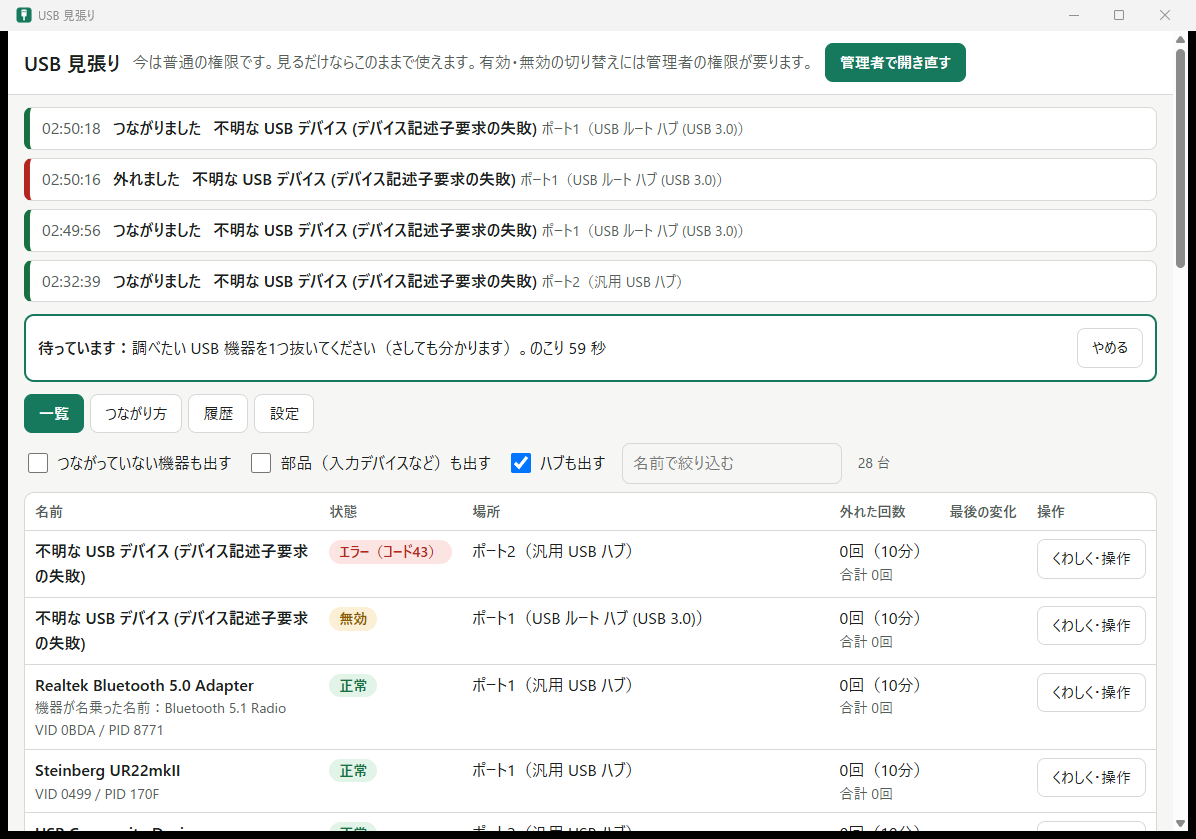 USB 見張り
USB 見張り 今は普通の権限です。見るだけならこのままで使えます。有効・無効の切り替えには管理者の権限が要ります。 管理者で開き直す
02:50:18 つながりました 不明な USB デバイス (デバイス記述子要求の失敗) ポート1（USB ルート ハブ (USB 3.0)）
02:50:16 外れました 不明な USB デバイス (デバイス記述子要求の失敗) ポート1（USB ルート ハブ (USB 3.0)）
02:49:56 つながりました 不明な USB デバイス (デバイス記述子要求の失敗) ポート1（USB ルート ハブ (USB 3.0)）
02:32:39 つながりました 不明な USB デバイス (デバイス記述子要求の失敗) ポート2（汎用 USB ハブ）
待っています：調べたい USB 機器を1つ抜いてください（さしても分かります）。のこり 59 秒 やめる
一覧 つながり方 履歴 設定
つながっていない機器も出す 部品（入力デバイスなど）も出す ハブも出す 名前で絞り込む 28 台
名前 状態 場所 外れた回数 最後の変化 操作
不明な USB デバイス (デバイス記述子要求 エラー（コード43） ポート2（汎用 USB ハブ） 0回（10分） くわしく・操作
の失敗) 合計 0回
不明な USB デバイス (デバイス記述子要求 無効 ポート1（USB ルート ハブ (USB 3.0)） 0回（10分） くわしく・操作
の失敗) 合計 0回
Realtek Bluetooth 5.0 Adapter 正常 ポート1（汎用 USB ハブ） 0回（10分） くわしく・操作
機器が名乗った名前：Bluetooth 5.1 Radio 合計 0回
VID 0BDA / PID 8771
Steinberg UR22mkII 正常 ポート1（汎用 USB ハブ） 0回（10分） くわしく・操作
VID 0499 / PID 170F 合計 0回